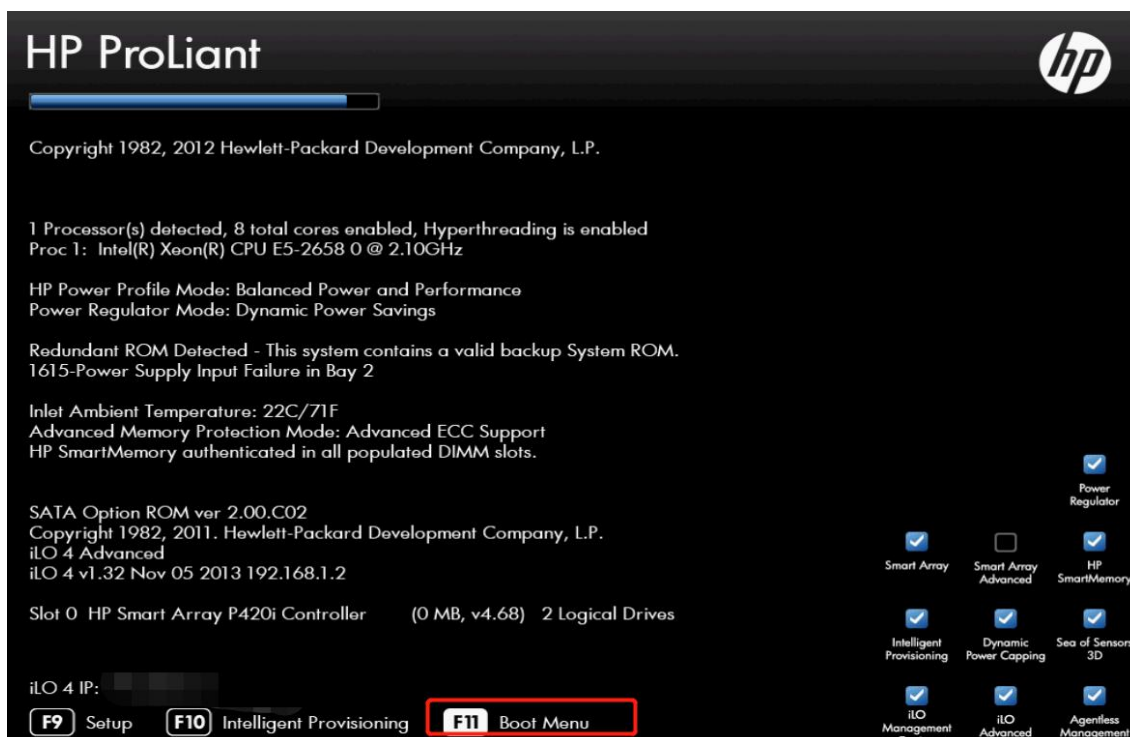 HP ProLiant
hp
Copyright 1982, 2012 Hewlett-Packard Development Company, L.P.
1 Processor(s) detected, 8 total cores enabled, Hyperthreading is enabled
Proc 1: Intel(R) Xeon(R) CPU E5-2658 0 @ 2.10GHz
HP Power Profile Mode: Balanced Power and Performance
Power Regulator Mode: Dynamic Power Savings
Redundant ROM Detected - This system contains a valid backup System ROM.
1615-Power Supply Input Failure in Bay 2
Inlet Ambient Temperature: 22C/71F
Advanced Memory Protection Mode: Advanced ECC Support
HP SmartMemory authenticated in all populated DIMM slots.
SATA Option ROM ver 2.00.C02
Copyright 1982, 2011. Hewlett-Packard Development Company, L.P.
iLO 4 Advanced
iLO 4 v1.32 Nov 05 2013 192.168.1.2
Slot 0 HP Smart Array P420i Controller (0 MB, v4.68) 2 Logical Drives
Power
Regulator
Smart Array
Smart Array
Advanced
HP
SmartMemory
Intelligent
Provisioning
Dynamic
Power Capping
Sea of Sensors
3D
iLO
Management
iLO
Advanced
Agentless
Management
iLO 4 IP:
F9 Setup F10 Intelligent Provisioning F11 Boot Menu